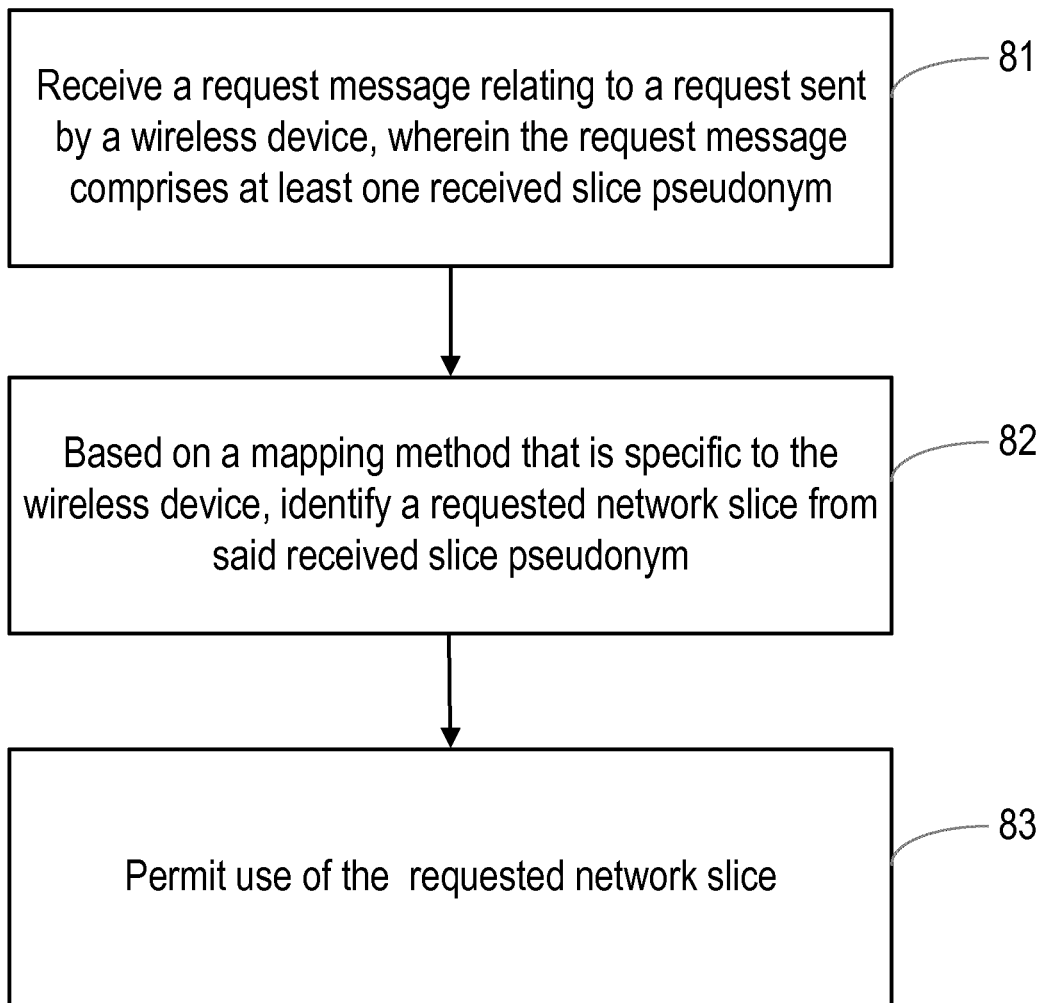 Receive a request message relating to a request sent
by a wireless device, wherein the request message
comprises at least one received slice pseudonym
81
Based on a mapping method that is specific to the
wireless device, identify a requested network slice from
said received slice pseudonym
82
Permit use of the requested network slice
83